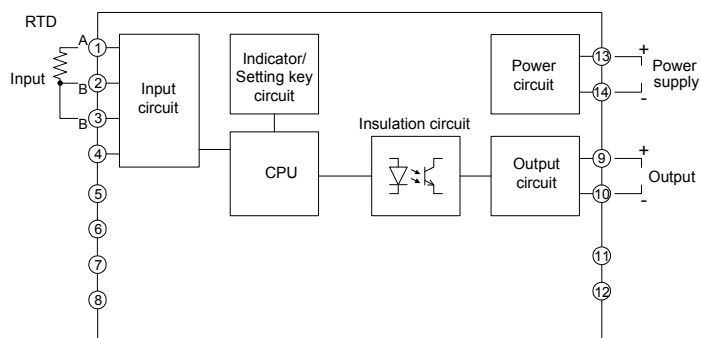 RTD
Input
A
B
B
1
2
3
4
5
6
7
8
Input
circuit
Indicator/
Setting key
circuit
CPU
Insulation circuit
Power
circuit
Output
circuit
13
14
9
10
11
12
+
Power
supply
-
+
Output
-